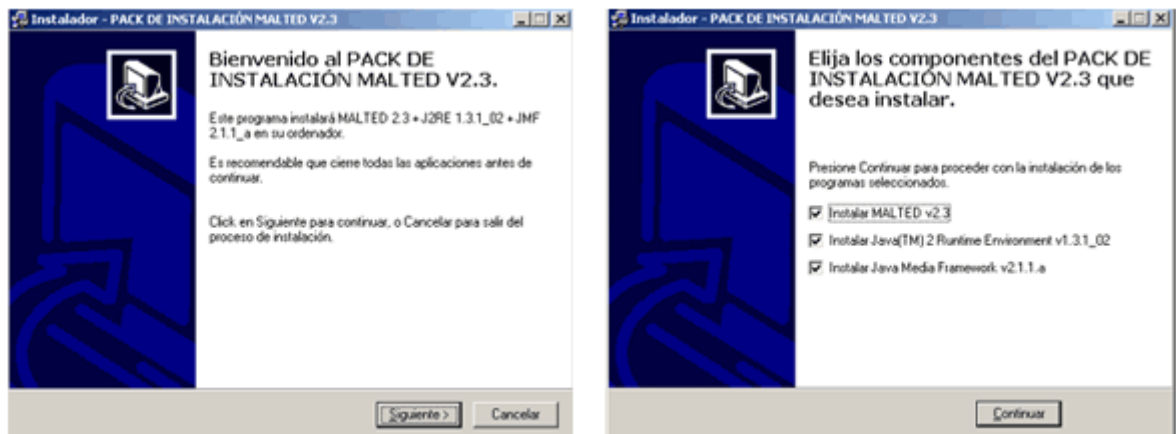 Instalador - PACK DE INSTALACIÓN MALTED V2.3
Bienvenido al PACK DE
INSTALACIÓN MALTED V2.3.
Este programa instalará MALTED 2.3 + J2RE 1.3.1_02 + JMF
2.1.1_a en su ordenador.
Es recomendable que cierre todas las aplicaciones antes de
continuar.
Click en Siguiente para continuar, o Cancelar para salir del
proceso de instalación.
Siguiente >
Cancelar
Instalador - PACK DE INSTALACIÓN MALTED V2.3
Elija los componentes del PACK DE
INSTALACIÓN MALTED V2.3 que
desea instalar.
Presione Continuar para proceder con la instalación de los
programas seleccionados.
Instalar MALTED v2.3
Instalar Java(TM) 2 Runtime Environment v1.3.1_02
Instalar Java Media Framework v2.1.1.a
Continuar